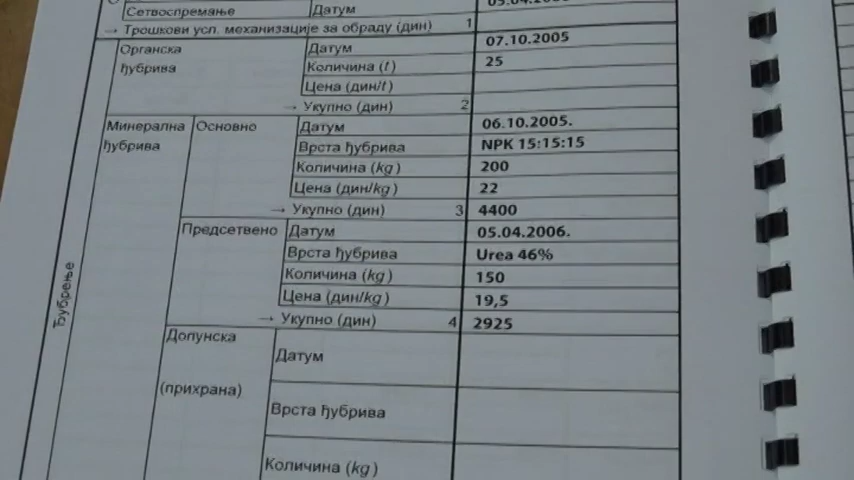 Сетвоспремање Датум
→ Трошкови усл. механизације за обраду (дин) 1
Органска ђубрива Датум 07.10.2005
Количина (t) 25
Цена (дин/t)
→ Укупно (дин) 2
Минерална ђубрива Основно Датум 06.10.2005.
Врста ђубрива NPK 15:15:15
Количина (kg) 200
Цена (дин/kg) 22
→ Укупно (дин) 3 4400
Предсетвено Датум 05.04.2006.
Врста ђубрива Urea 46%
Количина (kg) 150
Цена (дин/kg) 19,5
→ Укупно (дин) 4 2925
Ђубрење
Допунска (прихрана) Датум
Врста ђубрива
Количина (kg)